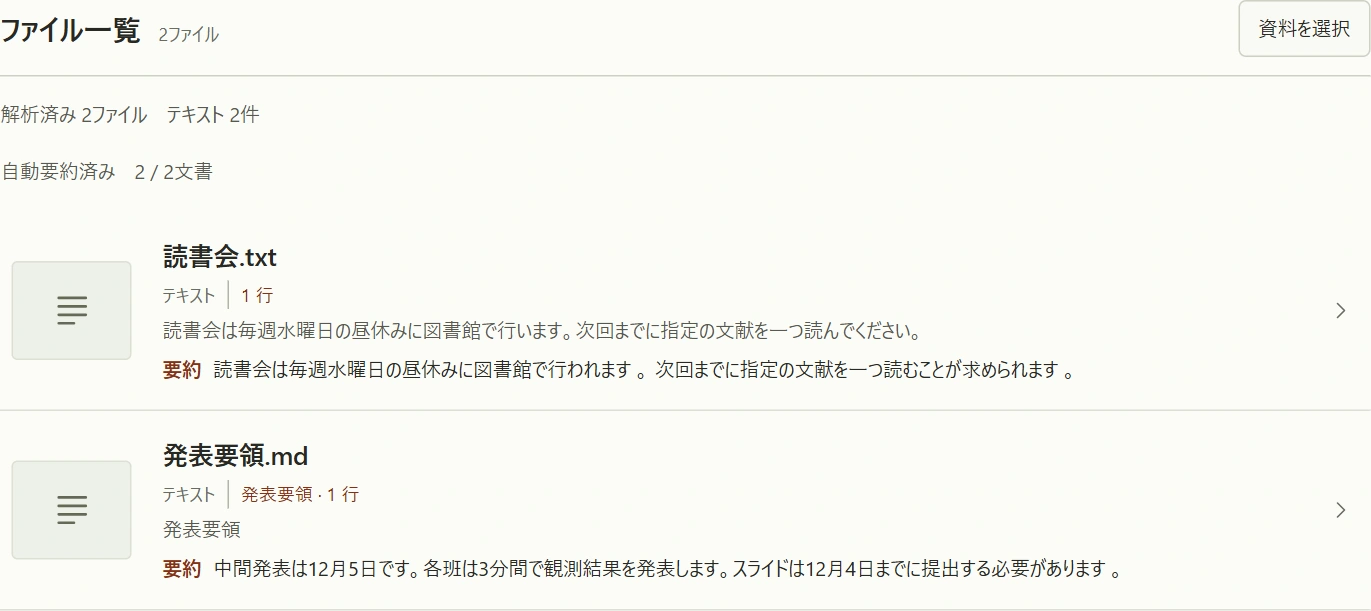 ファイル一覧 2ファイル
資料を選択
解析済み 2ファイル テキスト 2件
自動要約済み 2 / 2文書
読書会.txt
テキスト 1 行
読書会は毎週水曜日の昼休みに図書館で行います。次回までに指定の文献を一つ読んでください。
要約 読書会は毎週水曜日の昼休みに図書館で行われます 。 次回までに指定の文献を一つ読むことが求められます 。
発表要領.md
テキスト 発表要領 · 1 行
発表要領
要約 中間発表は12月5日です。各班は3分間で観測結果を発表します。スライドは12月4日までに提出する必要があります 。